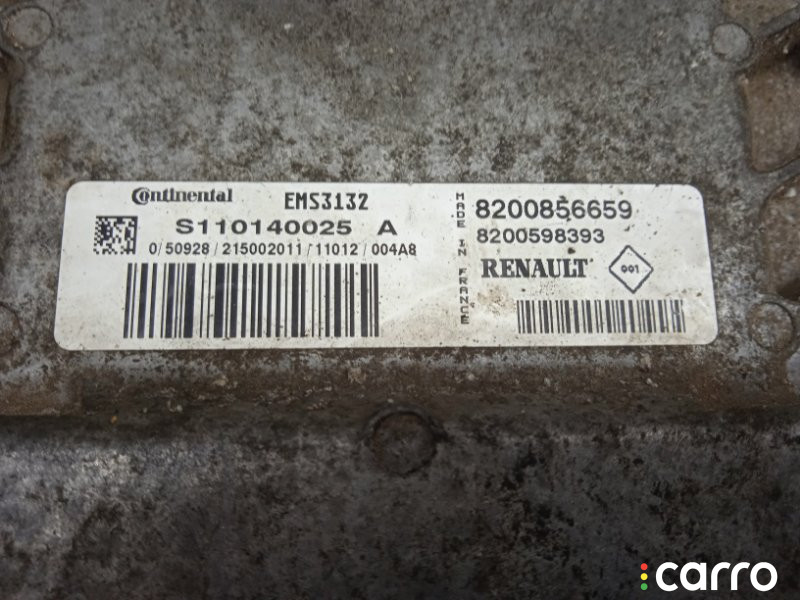 Continental EMS3132
S110140025 A
0/50928/215002011/11012/004A8
MADE IN FRANCE
8200856659
8200598393
RENAULT 001
carro